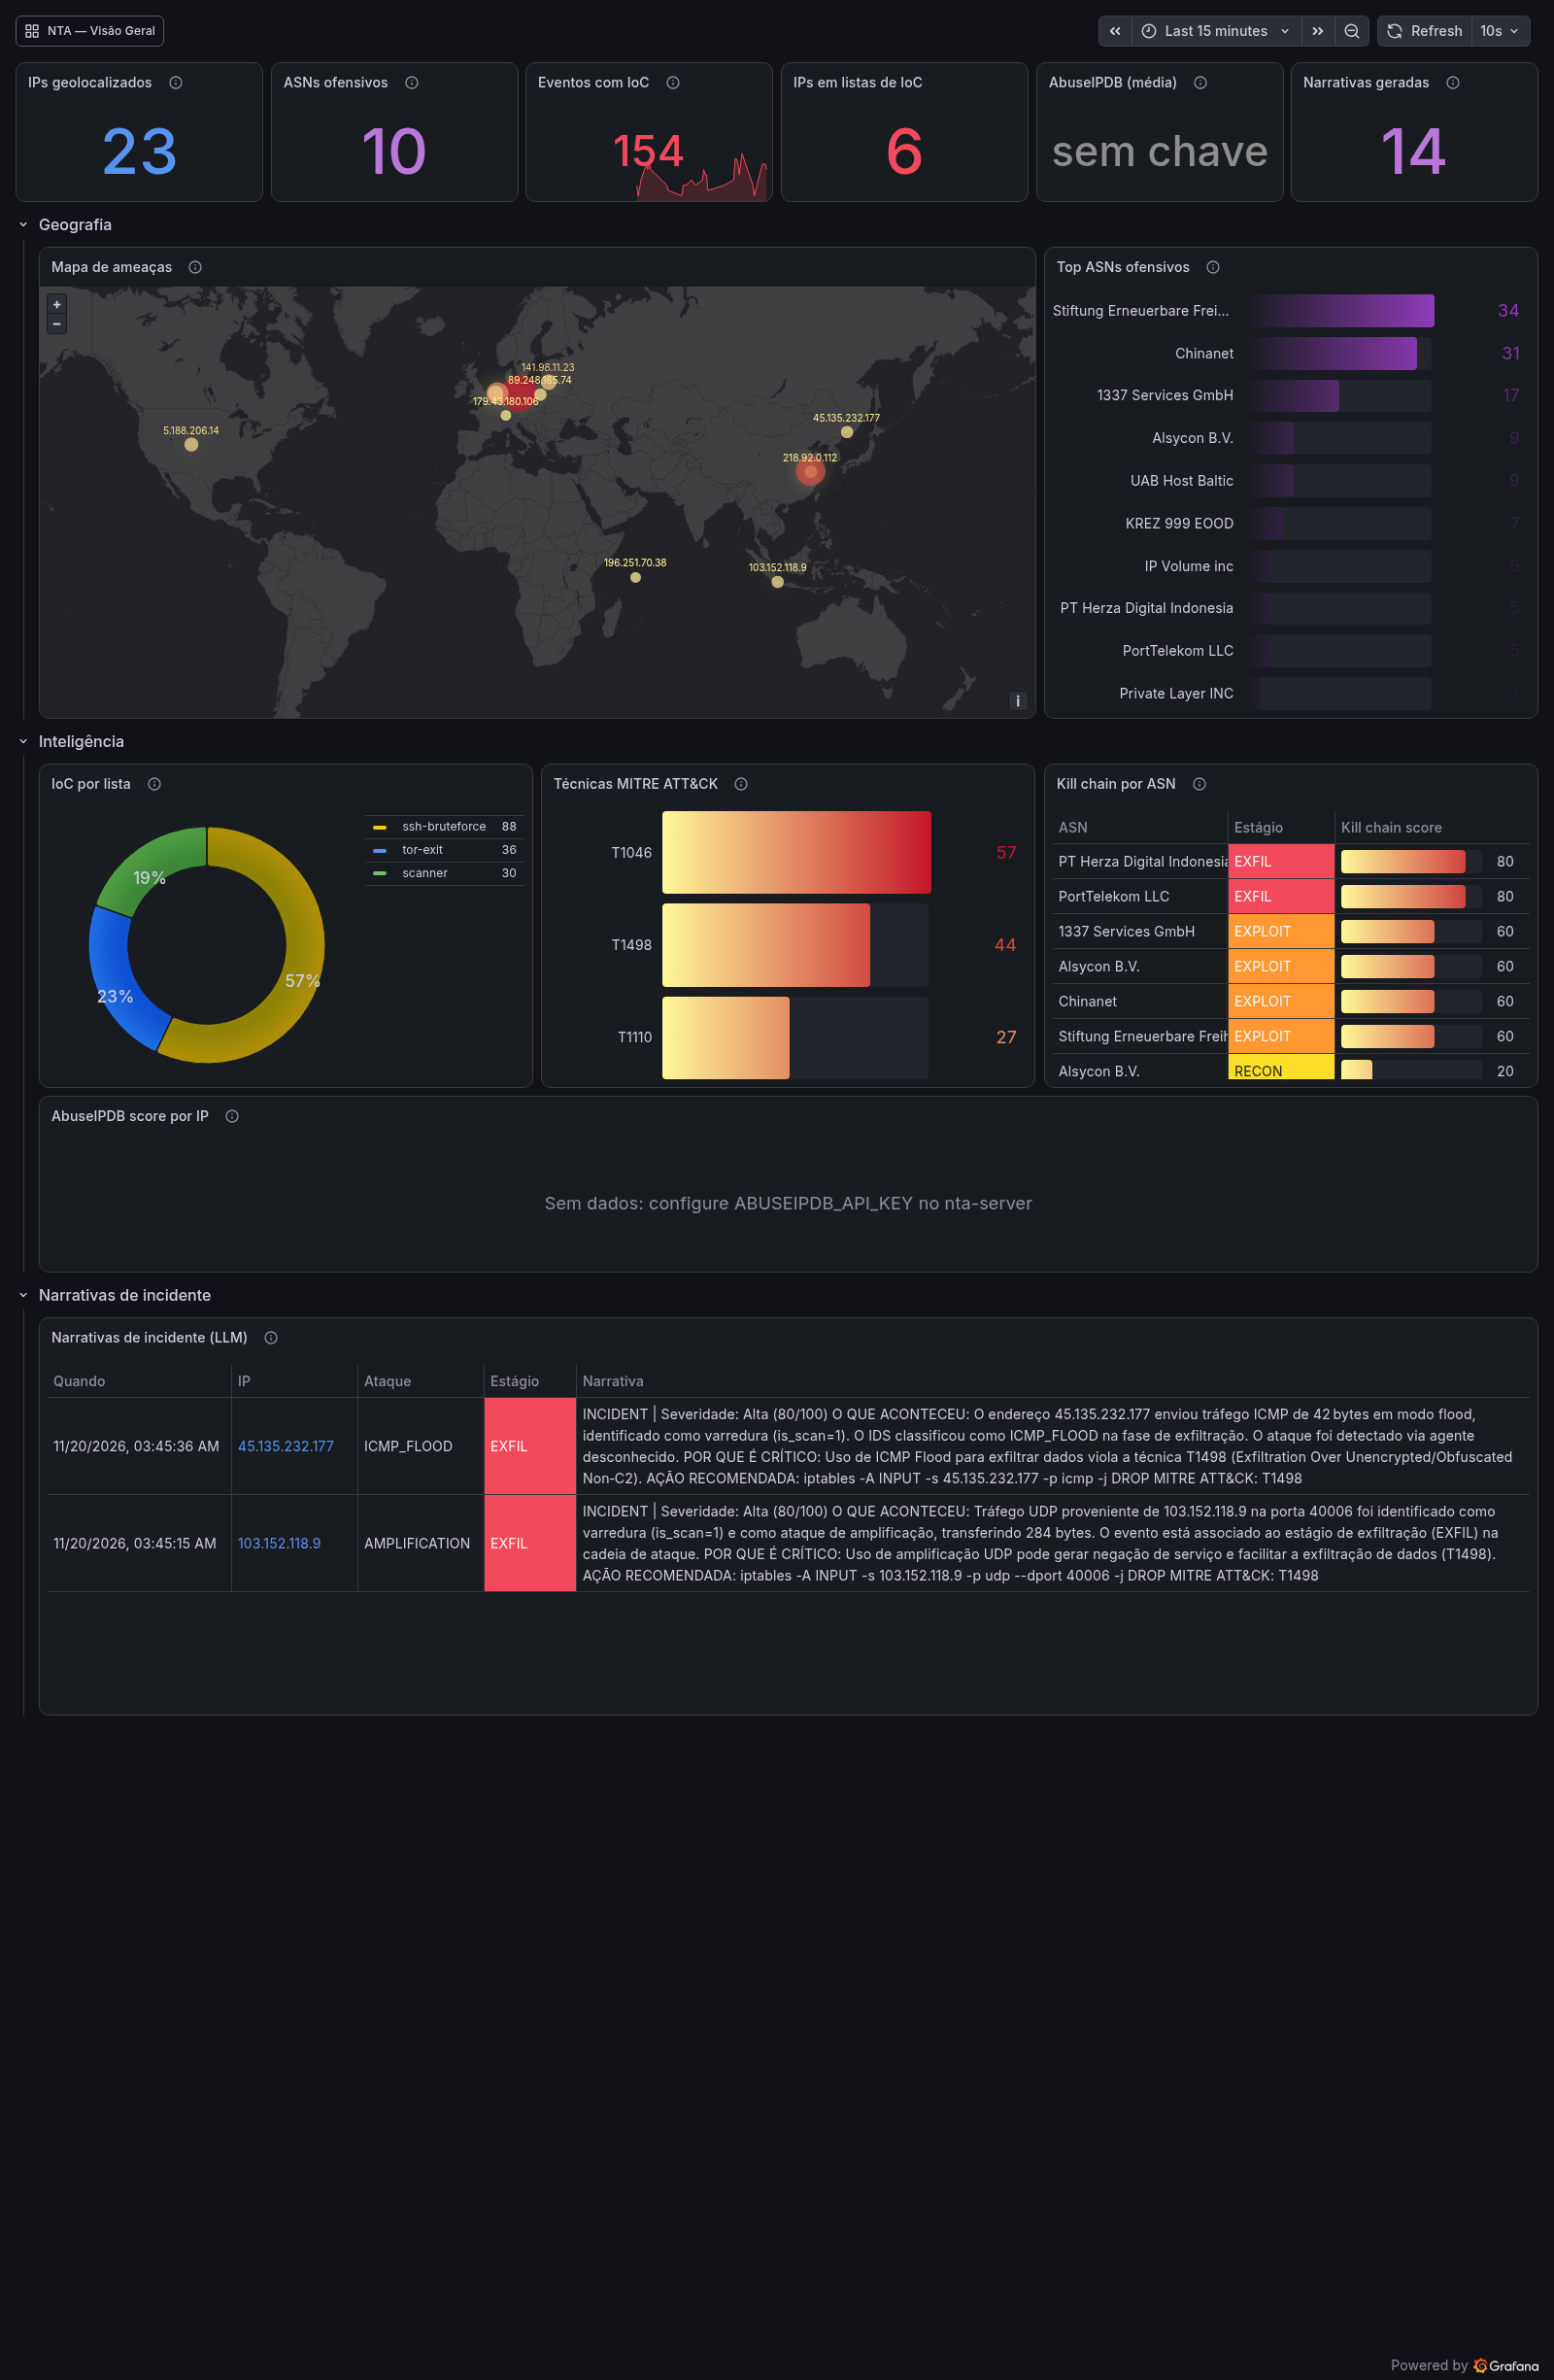 NTA — Visão Geral
Last 15 minutes
Refresh
10s
IPs geolocalizados
23
ASNs ofensivos
10
Eventos com IoC
154
IPs em listas de IoC
6
AbuseIPDB (média)
sem chave
Narrativas geradas
14
Geografia
Mapa de ameaças
+
−
141.98.11.23
89.248.165.74
179.43.180.106
5.188.206.14
45.135.232.177
218.92.0.112
196.251.70.38
103.152.118.9
i
Top ASNs ofensivos
Stiftung Erneuerbare Frei... 34
Chinanet 31
1337 Services GmbH 17
Alsycon B.V. 9
UAB Host Baltic 9
KREZ 999 EOOD 7
IP Volume inc 5
PT Herza Digital Indonesia 5
PortTelekom LLC 5
Private Layer INC
Inteligência
IoC por lista
19%
23%
57%
ssh-bruteforce 88
tor-exit 36
scanner 30
Técnicas MITRE ATT&CK
T1046 57
T1498 44
T1110 27
Kill chain por ASN
ASN Estágio Kill chain score
PT Herza Digital Indonesia EXFIL 80
PortTelekom LLC EXFIL 80
1337 Services GmbH EXPLOIT 60
Alsycon B.V. EXPLOIT 60
Chinanet EXPLOIT 60
Stiftung Erneuerbare Freih EXPLOIT 60
Alsycon B.V. RECON 20
AbuseIPDB score por IP
Sem dados: configure ABUSEIPDB_API_KEY no nta-server
Narrativas de incidente
Narrativas de incidente (LLM)
Quando IP Ataque Estágio Narrativa
11/20/2026, 03:45:36 AM 45.135.232.177 ICMP_FLOOD EXFIL
INCIDENT | Severidade: Alta (80/100) O QUE ACONTECEU: O endereço 45.135.232.177 enviou tráfego ICMP de 42 bytes em modo flood,
identificado como varredura (is_scan=1). O IDS classificou como ICMP_FLOOD na fase de exfiltração. O ataque foi detectado via agente
desconhecido. POR QUE É CRÍTICO: Uso de ICMP Flood para exfiltrar dados viola a técnica T1498 (Exfiltration Over Unencrypted/Obfuscated
Non-C2). AÇÃO RECOMENDADA: iptables -A INPUT -s 45.135.232.177 -p icmp -j DROP MITRE ATT&CK: T1498
11/20/2026, 03:45:15 AM 103.152.118.9 AMPLIFICATION EXFIL
INCIDENT | Severidade: Alta (80/100) O QUE ACONTECEU: Tráfego UDP proveniente de 103.152.118.9 na porta 40006 foi identificado como
varredura (is_scan=1) e como ataque de amplificação, transferindo 284 bytes. O evento está associado ao estágio de exfiltração (EXFIL) na
cadeia de ataque. POR QUE É CRÍTICO: Uso de amplificação UDP pode gerar negação de serviço e facilitar a exfiltração de dados (T1498).
AÇÃO RECOMENDADA: iptables -A INPUT -s 103.152.118.9 -p udp --dport 40006 -j DROP MITRE ATT&CK: T1498
Powered by Grafana